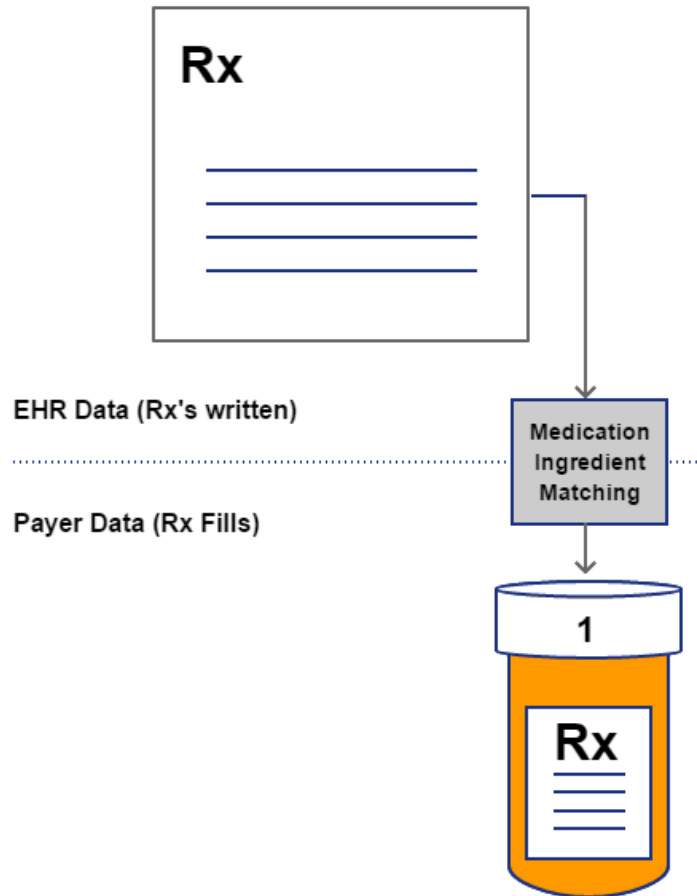 Rx
EHR Data (Rx's written)
Medication
Ingredient
Matching
Payer Data (Rx Fills)
1
Rx